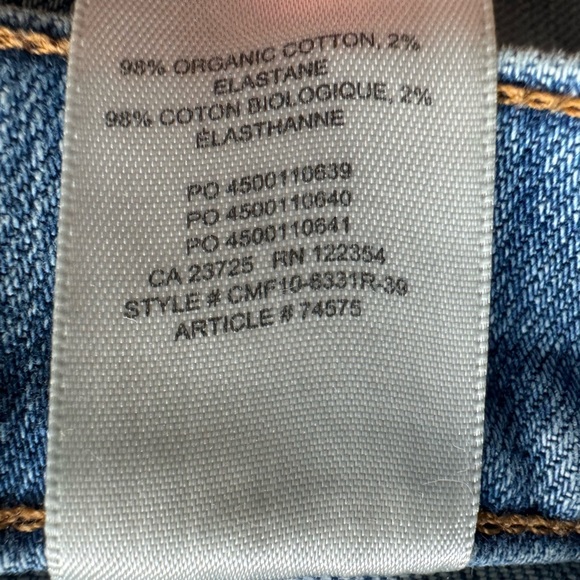 98% ORGANIC COTTON, 2%
ELASTANE
98% COTON BIOLOGIQUE, 2%
ÉLASTHANNE
PO 4500110639
PO 4500110640
PO 4500110641
CA 23725 RN 122354
STYLE # CMF10-6331R-39
ARTICLE # 74575